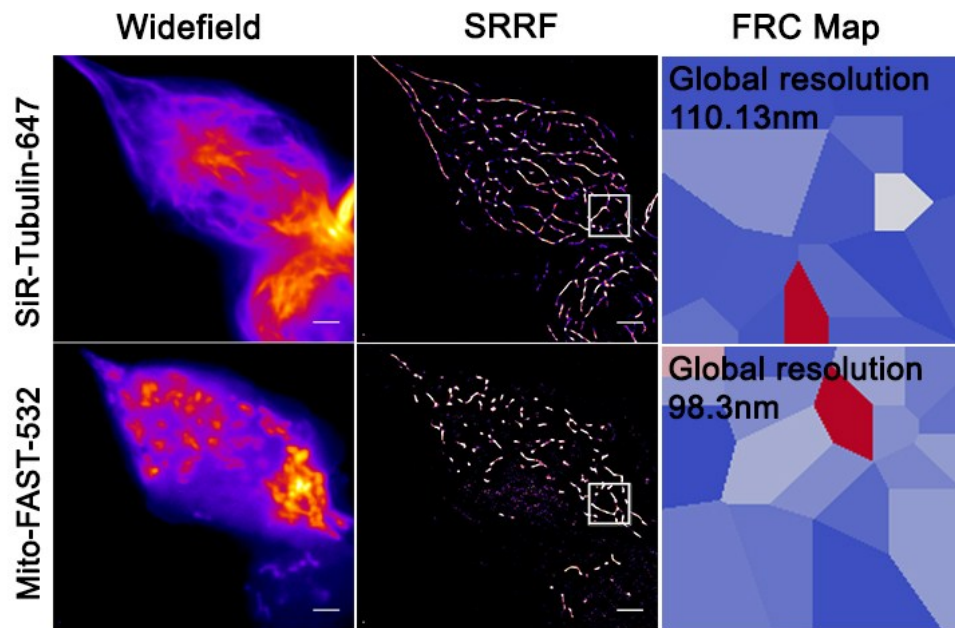 Widefield
SRRF
FRC Map
SiR-Tubulin-647
Global resolution
110.13nm
Mito-FAST-532
Global resolution
98.3nm